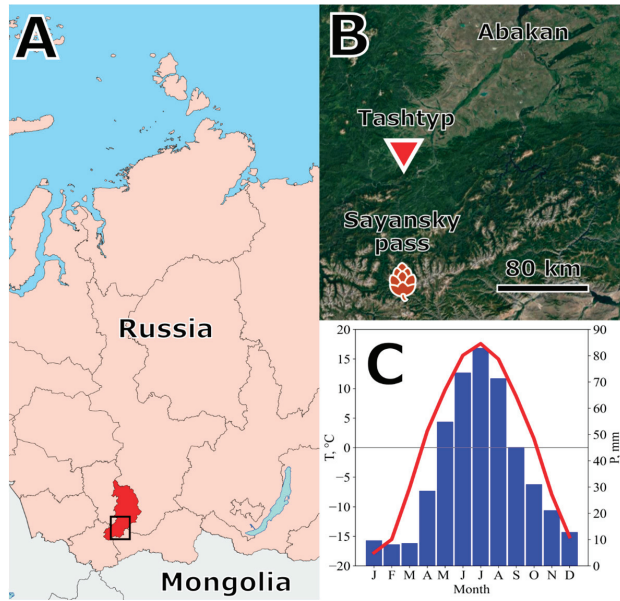 A
Russia
Mongolia
B
Abakan
Tashtyp
Sayansky
pass
80 km
C
20
15
10
5
0
−5
−10
−15
−20
T, °C
90
80
70
60
50
40
30
20
10
0
P, mm
J F M A M J J A S O N D
Month